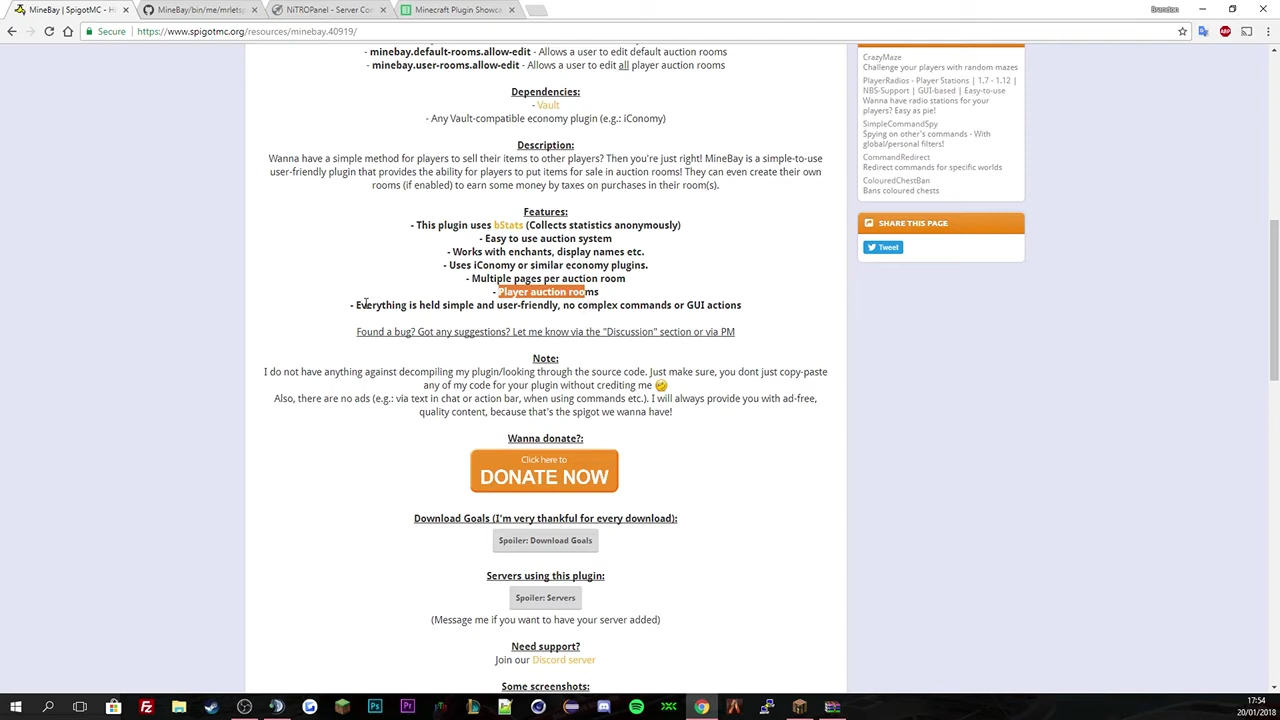 MineBay | SpigotMC - H
MineBay/bin/me/mrlets
NiTROPanel - Server Con
Minecraft Plugin Showca
Brandon
Secure
https://www.spigotmc.org/resources/minebay.40919/
minebay.default-rooms.allow-edit - Allows a user to edit default auction rooms
- minebay.user-rooms.allow-edit - Allows a user to edit all player auction rooms
Dependencies:
- Vault
- Any Vault-compatible economy plugin (e.g.: iConomy)
Description:
Wanna have a simple method for players to sell their items to other players? Then you're just right! MineBay is a simple-to-use
user-friendly plugin that provides the ability for players to put items for sale in auction rooms! They can even create their own
rooms (if enabled) to earn some money by taxes on purchases in their room(s).
Features:
- This plugin uses bStats (Collects statistics anonymously)
- Easy to use auction system
- Works with enchants, display names etc.
- Uses iConomy or similar economy plugins.
- Multiple pages per auction room
- Player auction rooms
- Everything is held simple and user-friendly, no complex commands or GUI actions
Found a bug? Got any suggestions? Let me know via the "Discussion" section or via PM
Note:
I do not have anything against decompiling my plugin/looking through the source code. Just make sure, you dont just copy-paste
any of my code for your plugin without crediting me
Also, there are no ads (e.g.: via text in chat or action bar, when using commands etc.). I will always provide you with ad-free,
quality content, because that's the spigot we wanna have!
Wanna donate?:
Click here to
DONATE NOW
Download Goals (I'm very thankful for every download):
Spoiler: Download Goals
Servers using this plugin:
Spoiler: Servers
(Message me if you want to have your server added)
Need support?
Join our Discord server
Some screenshots:
CrazyMaze
Challenge your players with random mazes
PlayerRadios - Player Stations | 1.7 - 1.12 |
NBS-Support | GUI-based | Easy-to-use
Wanna have radio stations for your
players? Easy as pie!
SimpleCommandSpy
Spying on other's commands - With
global/personal filters!
CommandRedirect
Redirect commands for specific worlds
ColouredChestBan
Bans coloured chests
SHARE THIS PAGE
Tweet
17:54
20/01/2018